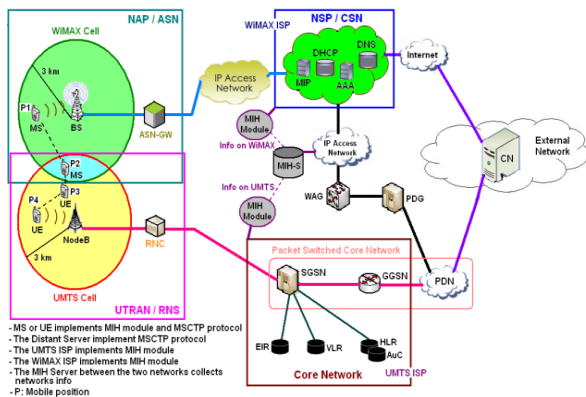 NAP / ASN
WiMAX Cell
3 km
P1
MS
BS
ASN-GW
P2
MS
P3
UE
P4
UE
NodeB
3 km
UMTS Cell
RNC
UTRAN / RNS
IP Access
Network
WiMAX ISP
NSP / CSN
DHCP
DNS
MIP
AAA
Internet
External
Network
CN
MIH
Module
Info on WiMAX
MIH-S
IP Access
Network
Info on UMTS
MIH
Module
WAG
PDG
Packet Switched Core Network
SGSN
GGSN
PDN
EIR
VLR
HLR
AuC
Core Network
UMTS ISP
- MS or UE implements MIH module and MSCTP protocol
- The Distant Server implement MSCTP protocol
- The UMTS ISP implements MIH module
- The WiMAX ISP implements MIH module
- The MIH Server between the two networks collects
networks info
- P: Mobile position